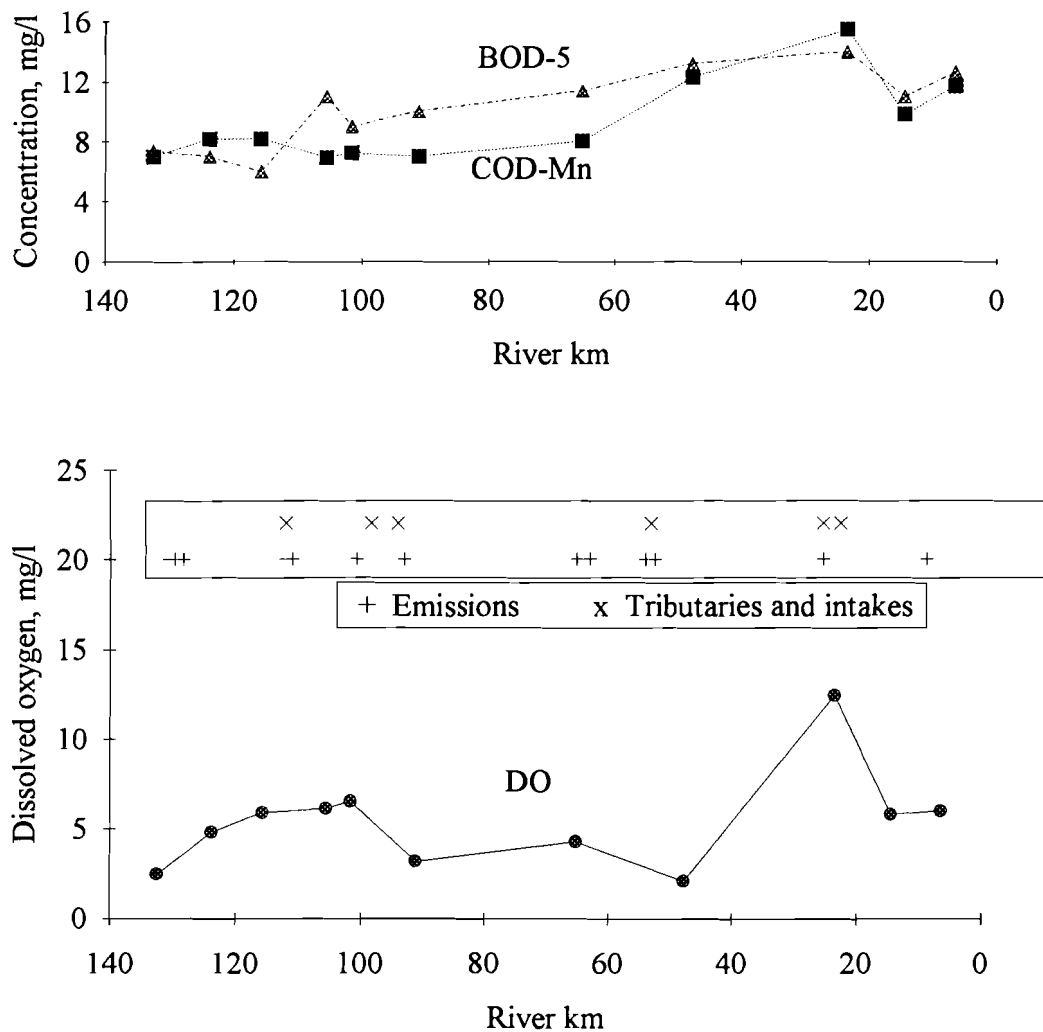 16
12
8
4
0
Concentration, mg/l
BOD-5
COD-Mn
140 120 100 80 60 40 20 0
River km
25
20
15
10
5
0
Dissolved oxygen, mg/l
+ Emissions x Tributaries and intakes
DO
140 120 100 80 60 40 20 0
River km